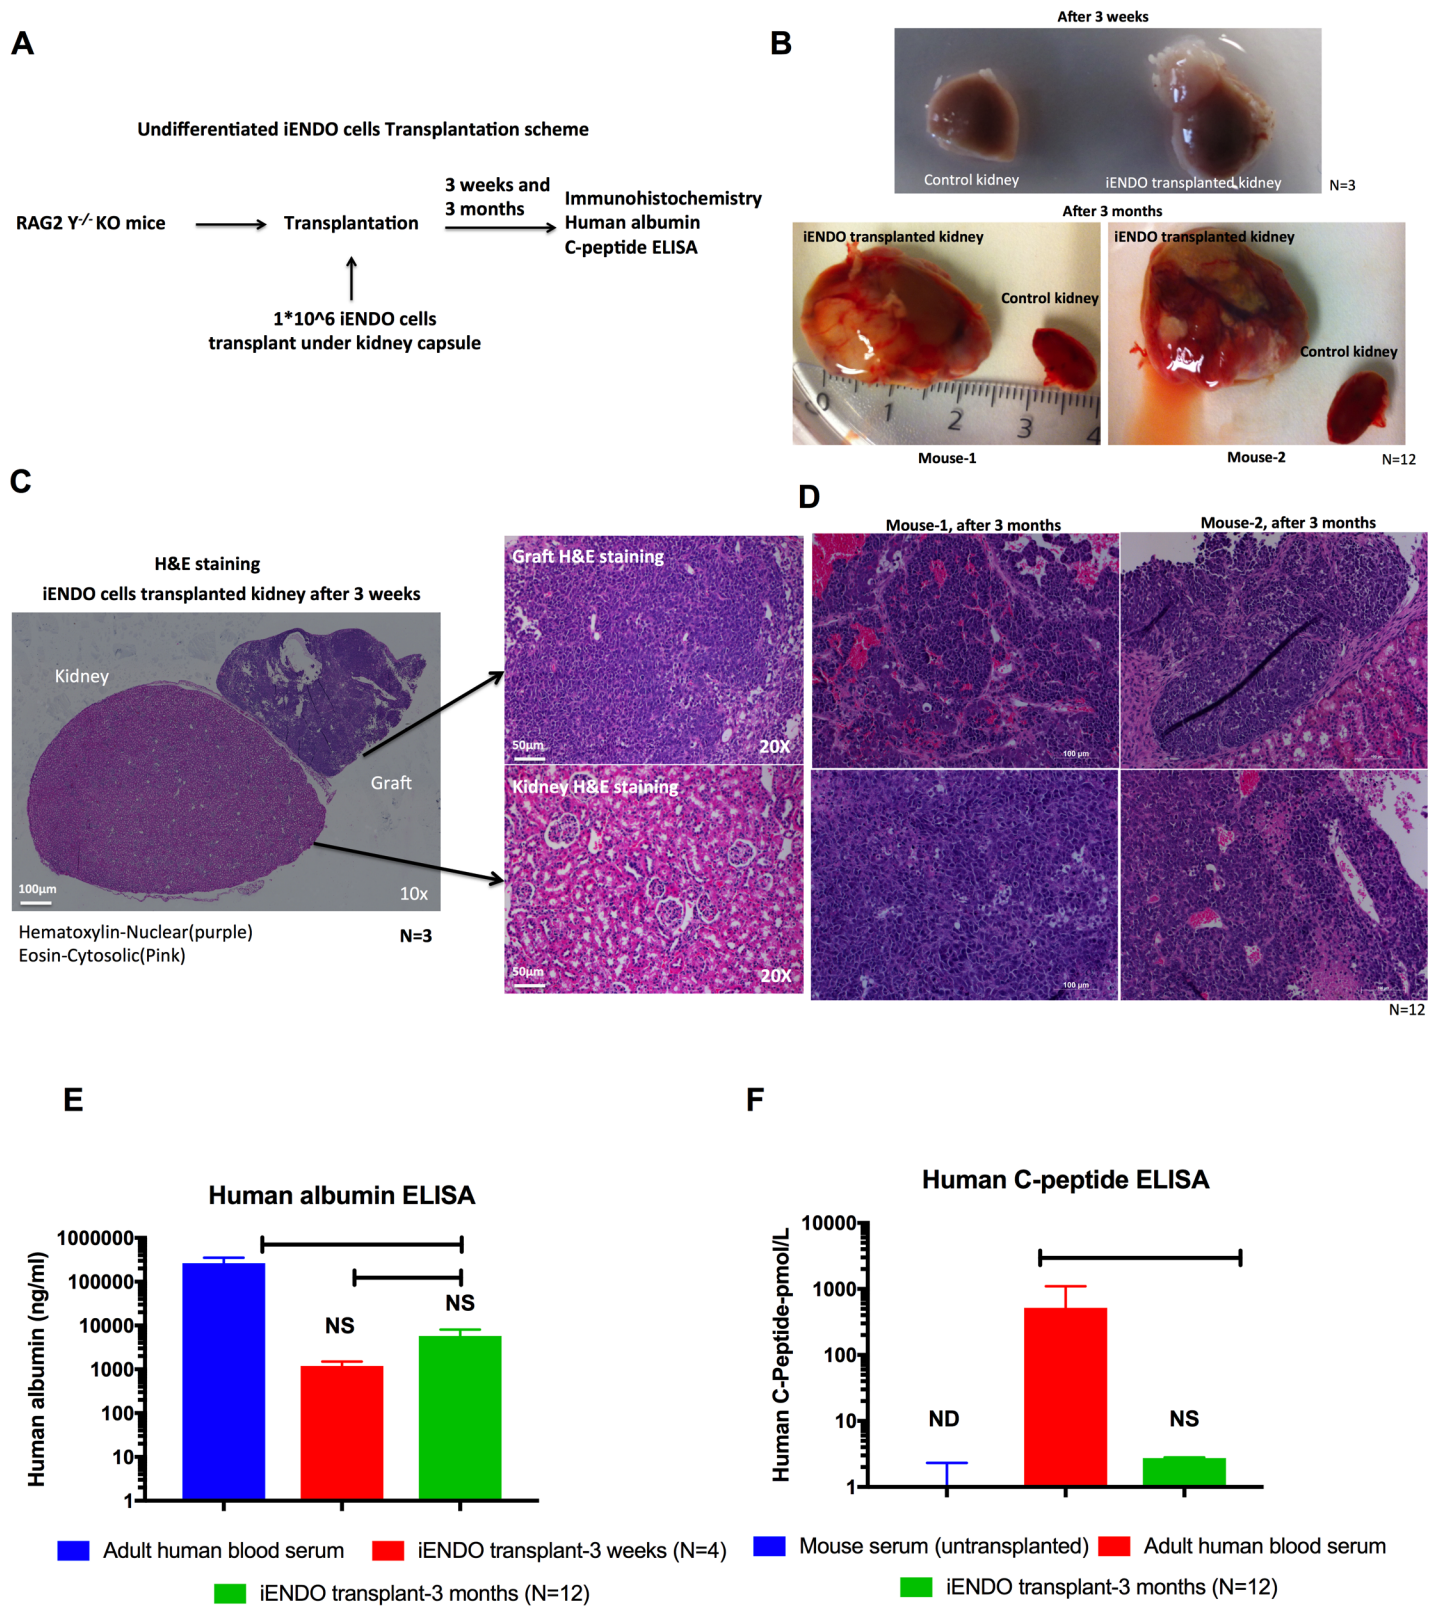 A
Undifferentiated iENDO cells Transplantation scheme
RAG2 Y-/- KO mice
Transplantation
3 weeks and
3 months
Immunohistochemistry
Human albumin
C-peptide ELISA
1*10^6 iENDO cells
transplant under kidney capsule
B
After 3 weeks
Control kidney
iENDO transplanted kidney
N=3
After 3 months
iENDO transplanted kidney
Control kidney
0 1 2 3 4
Mouse-1
iENDO transplanted kidney
Control kidney
Mouse-2
N=12
C
H&E staining
iENDO cells transplanted kidney after 3 weeks
Kidney
Graft
100µm
10x
Hematoxylin-Nuclear(purple)
Eosin-Cytosolic(Pink)
N=3
Graft H&E staining
50µm
20X
Kidney H&E staining
50µm
20X
D
Mouse-1, after 3 months
Mouse-2, after 3 months
100 µm
100 µm
N=12
E
Human albumin ELISA
Human albumin (ng/ml)
1000000
100000
10000
1000
100
10
1
NS
NS
Adult human blood serum
iENDO transplant-3 weeks (N=4)
iENDO transplant-3 months (N=12)
F
Human C-peptide ELISA
Human C-Peptide-pmol/L
10000
1000
100
10
1
ND
NS
Mouse serum (untransplanted)
Adult human blood serum
iENDO transplant-3 months (N=12)